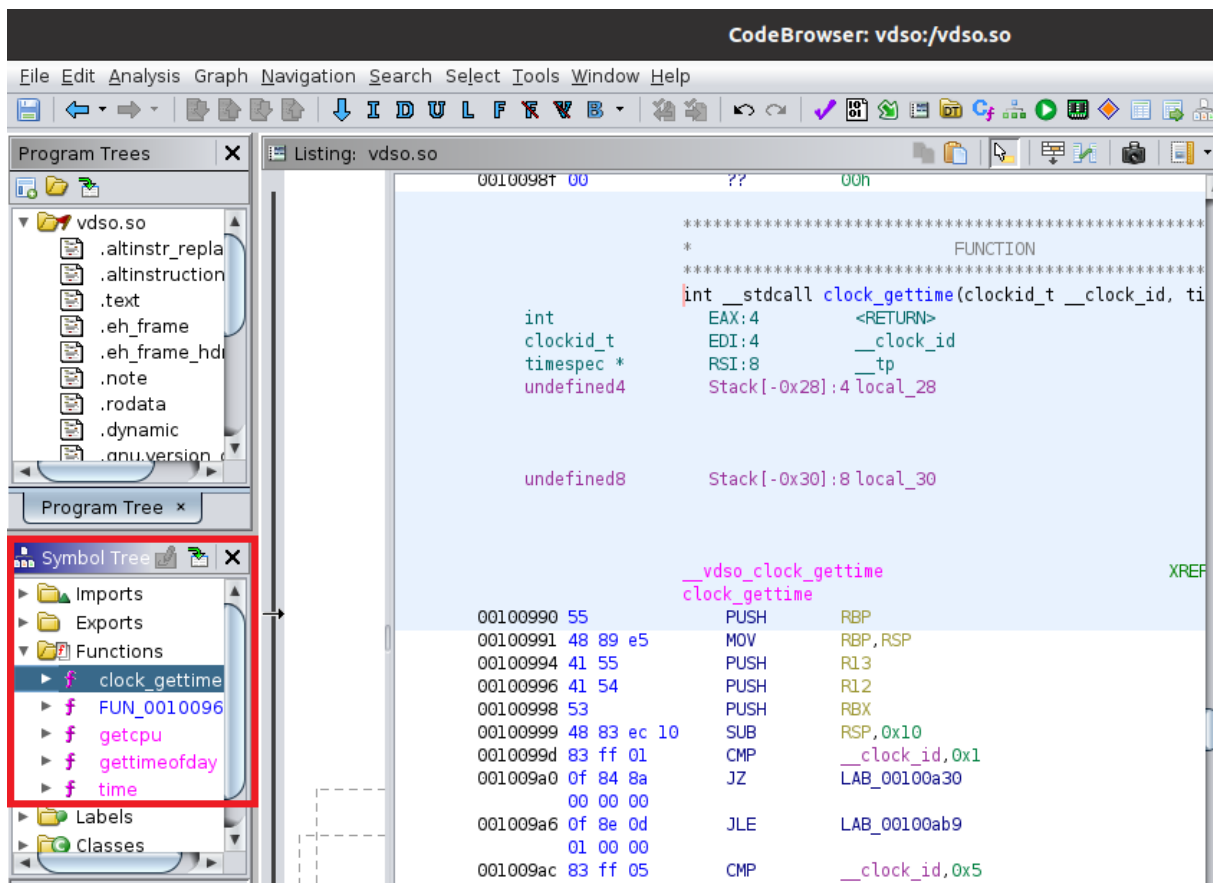 CodeBrowser: vdso:/vdso.so
File Edit Analysis Graph Navigation Search Select Tools Window Help
I D U L F B
Program Trees
vdso.so
.altinstr_repla
.altinstruction
.text
.eh_frame
.eh_frame_hdr
.note
.rodata
.dynamic
.gnu.version_
Program Tree ×
Symbol Tree
Imports
Exports
Functions
clock_gettime
FUN_0010096
getcpu
gettimeofday
time
Labels
Classes
Listing: vdso.so
0010098f 00 ?? 00h
*****************************************************
* FUNCTION
*****************************************************
int __stdcall clock_gettime(clockid_t __clock_id, ti
int EAX:4 <RETURN>
clockid_t EDI:4 __clock_id
timespec * RSI:8 __tp
undefined4 Stack[-0x28]:4 local_28
undefined8 Stack[-0x30]:8 local_30
__vdso_clock_gettime XREF
clock_gettime
00100990 55 PUSH RBP
00100991 48 89 e5 MOV RBP,RSP
00100994 41 55 PUSH R13
00100996 41 54 PUSH R12
00100998 53 PUSH RBX
00100999 48 83 ec 10 SUB RSP,0x10
0010099d 83 ff 01 CMP __clock_id,0x1
001009a0 0f 84 8a JZ LAB_00100a30
00 00 00
001009a6 0f 8e 0d JLE LAB_00100ab9
01 00 00
001009ac 83 ff 05 CMP __clock_id,0x5